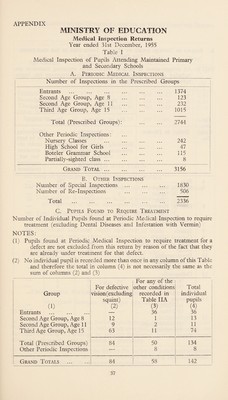 APPENDIX
MINISTRY OF EDUCATION
Medical Inspection Returns
Year ended 31st December, 1955
Table I
Medical Inspection of Pupils Attending Maintained Primary
and Secondary Schools
A. PERIODIC MEDICAL INSPECTIONS
Number of Inspections in the Prescribed Groups
Entrants ... ... ... ... ... 1374
Second Age Group, Age 8 ... ... ... 123
Second Age Group, Age 11 ... ... ... 232
Third Age Group, Age 15 ... ... ... 1015
Total (Prescribed Groups): ... ... 2744
Other Periodic Inspections:
Nursery Classes ... ... ... 242
High School for Girls ... ... ... 47
Boteler Grammar School ... ... ... 115
Partially-sighted class ... ... ... 8
GRAND TOTAL ... ... ... 3156
B. OTHER INSPECTIONS
Number of Special Inspections ... ... ... 1830
Number of Re-Inspections ... ... ... 506
Total ... ... ... ... 2336
C. PUPILS FOUND TO REQUIRE TREATMENT
Number of Individual Pupils found at Periodic Medical Inspection to require
treatment (excluding Dental Diseases and Infestation with Vermin)
NOTES:
(1) Pupils found at Periodic Medical Inspection to require treatment for a
defect are not excluded from this return by reason of the fact that they
are already under treatment for that defect.
(2) No individual pupil is recorded more than once in any column of this Table
and therefore the total in column (4) is not necessarily the same as the
sum of columns (2) and (3)
Group (1) For defective vision(excluding squint) (2) For any of the other conditions recorded in Table IIA (3) Total individual pupils (4)
Entrants ... ... ... — 36 36
Second Age Group, Age 8 12 1 13
Second Age Group, Age 11 9 2 11
Third Age Group, Age 15 63 11 74
Total (Prescribed Groups) 84 50 134
Other Periodic Inspections — 8 8
GRAND TOTALS ... ... 84 58 142